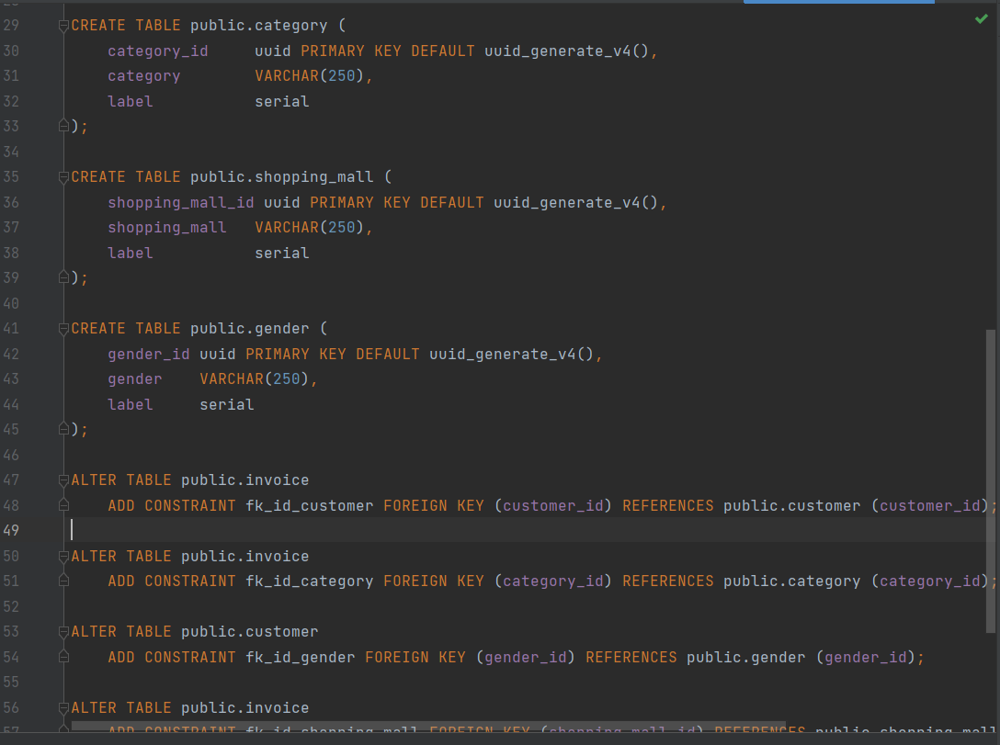 29 CREATE TABLE public.category (
30     category_id     uuid PRIMARY KEY DEFAULT uuid_generate_v4(),
31     category        VARCHAR(250),
32     label           serial
33 );
34
35 CREATE TABLE public.shopping_mall (
36     shopping_mall_id uuid PRIMARY KEY DEFAULT uuid_generate_v4(),
37     shopping_mall   VARCHAR(250),
38     label           serial
39 );
40
41 CREATE TABLE public.gender (
42     gender_id uuid PRIMARY KEY DEFAULT uuid_generate_v4(),
43     gender    VARCHAR(250),
44     label     serial
45 );
46
47 ALTER TABLE public.invoice
48     ADD CONSTRAINT fk_id_customer FOREIGN KEY (customer_id) REFERENCES public.customer (customer_id);
49
50 ALTER TABLE public.invoice
51     ADD CONSTRAINT fk_id_category FOREIGN KEY (category_id) REFERENCES public.category (category_id);
52
53 ALTER TABLE public.customer
54     ADD CONSTRAINT fk_id_gender FOREIGN KEY (gender_id) REFERENCES public.gender (gender_id);
55
56 ALTER TABLE public.invoice
57     ADD CONSTRAINT fk_id_shopping_mall FOREIGN KEY (shopping_mall_id) REFERENCES public.shopping_mall